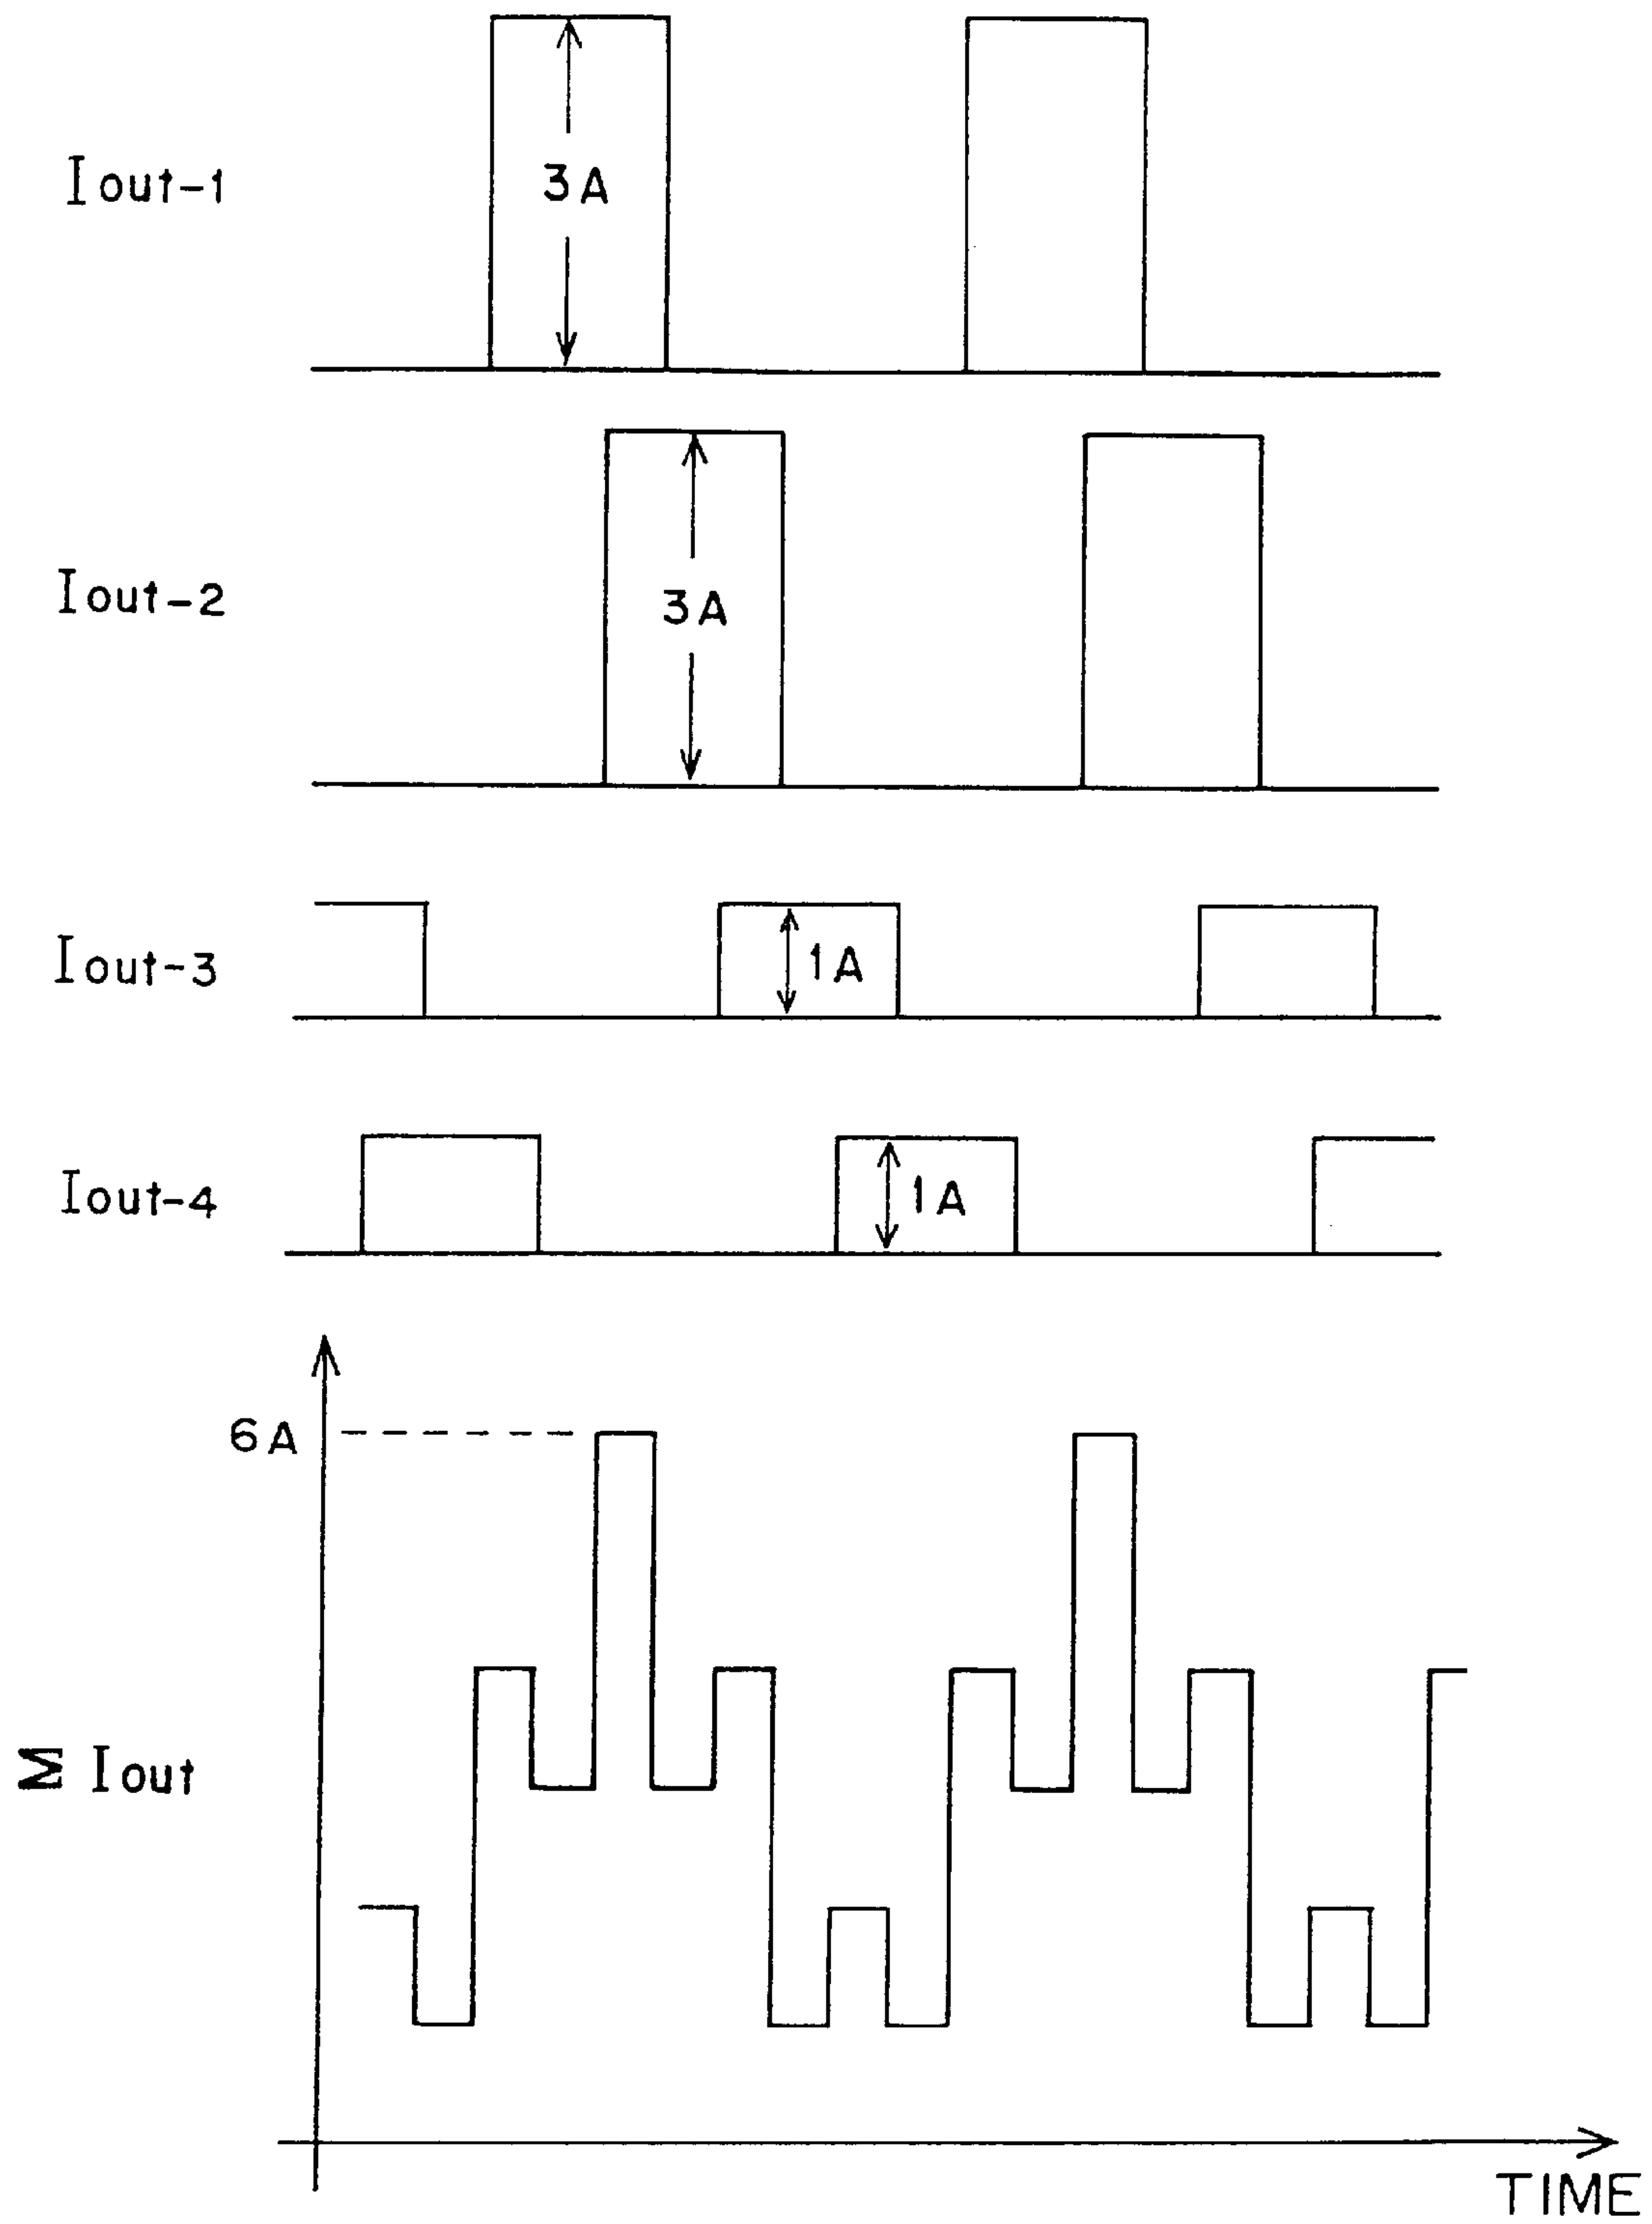 Iout-1
3A
Iout-2
3A
Iout-3
1A
Iout-4
1A
6A
Σ Iout
TIME